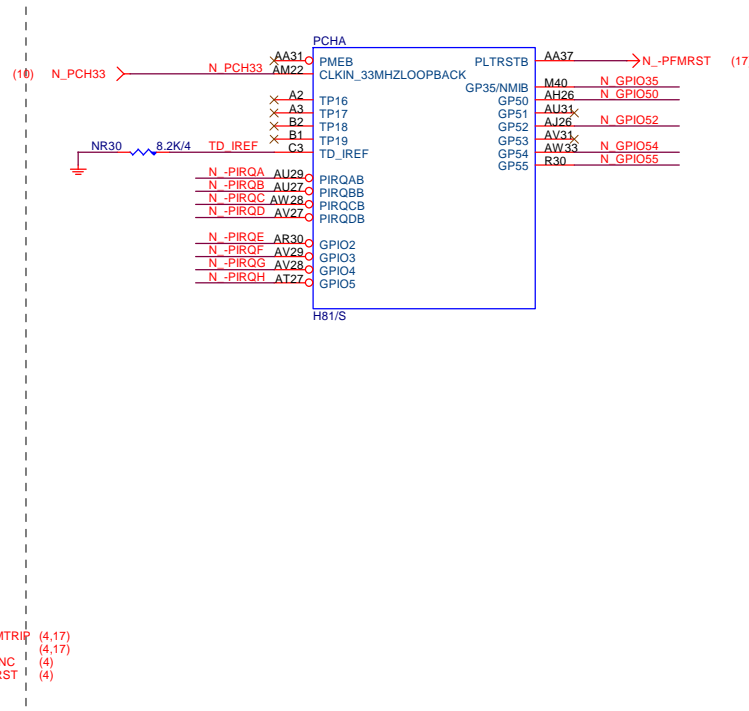 PCHA
AA31 PMEB PLTRSTB AA37 N_-PFMRST (17
(10) N_PCH33 N_PCH33 AM22 CLKIN_33MHZLOOPBACK
GP35/NMIB M40 N_GPIO35
A2 TP16 GP50 AH26 N_GPIO50
A3 TP17 GP51 AU31
B2 TP18 GP52 AJ26 N_GPIO52
B1 TP19 GP53 AV31
NR30 8.2K/4 TD_IREF C3 TD_IREF GP54 AW33 N_GPIO54
GP55 R30 N_GPIO55
N_-PIRQA AU29 PIRQAB
N_-PIRQB AU27 PIRQBB
N_-PIRQC AW28 PIRQCB
N_-PIRQD AV27 PIRQDB
N_-PIRQE AR30 GPIO2
N_-PIRQF AV29 GPIO3
N_-PIRQG AV28 GPIO4
N_-PIRQH AT27 GPIO5
H81/S
MTRIP (4,17)
(4,17)
NC (4)
RST (4)